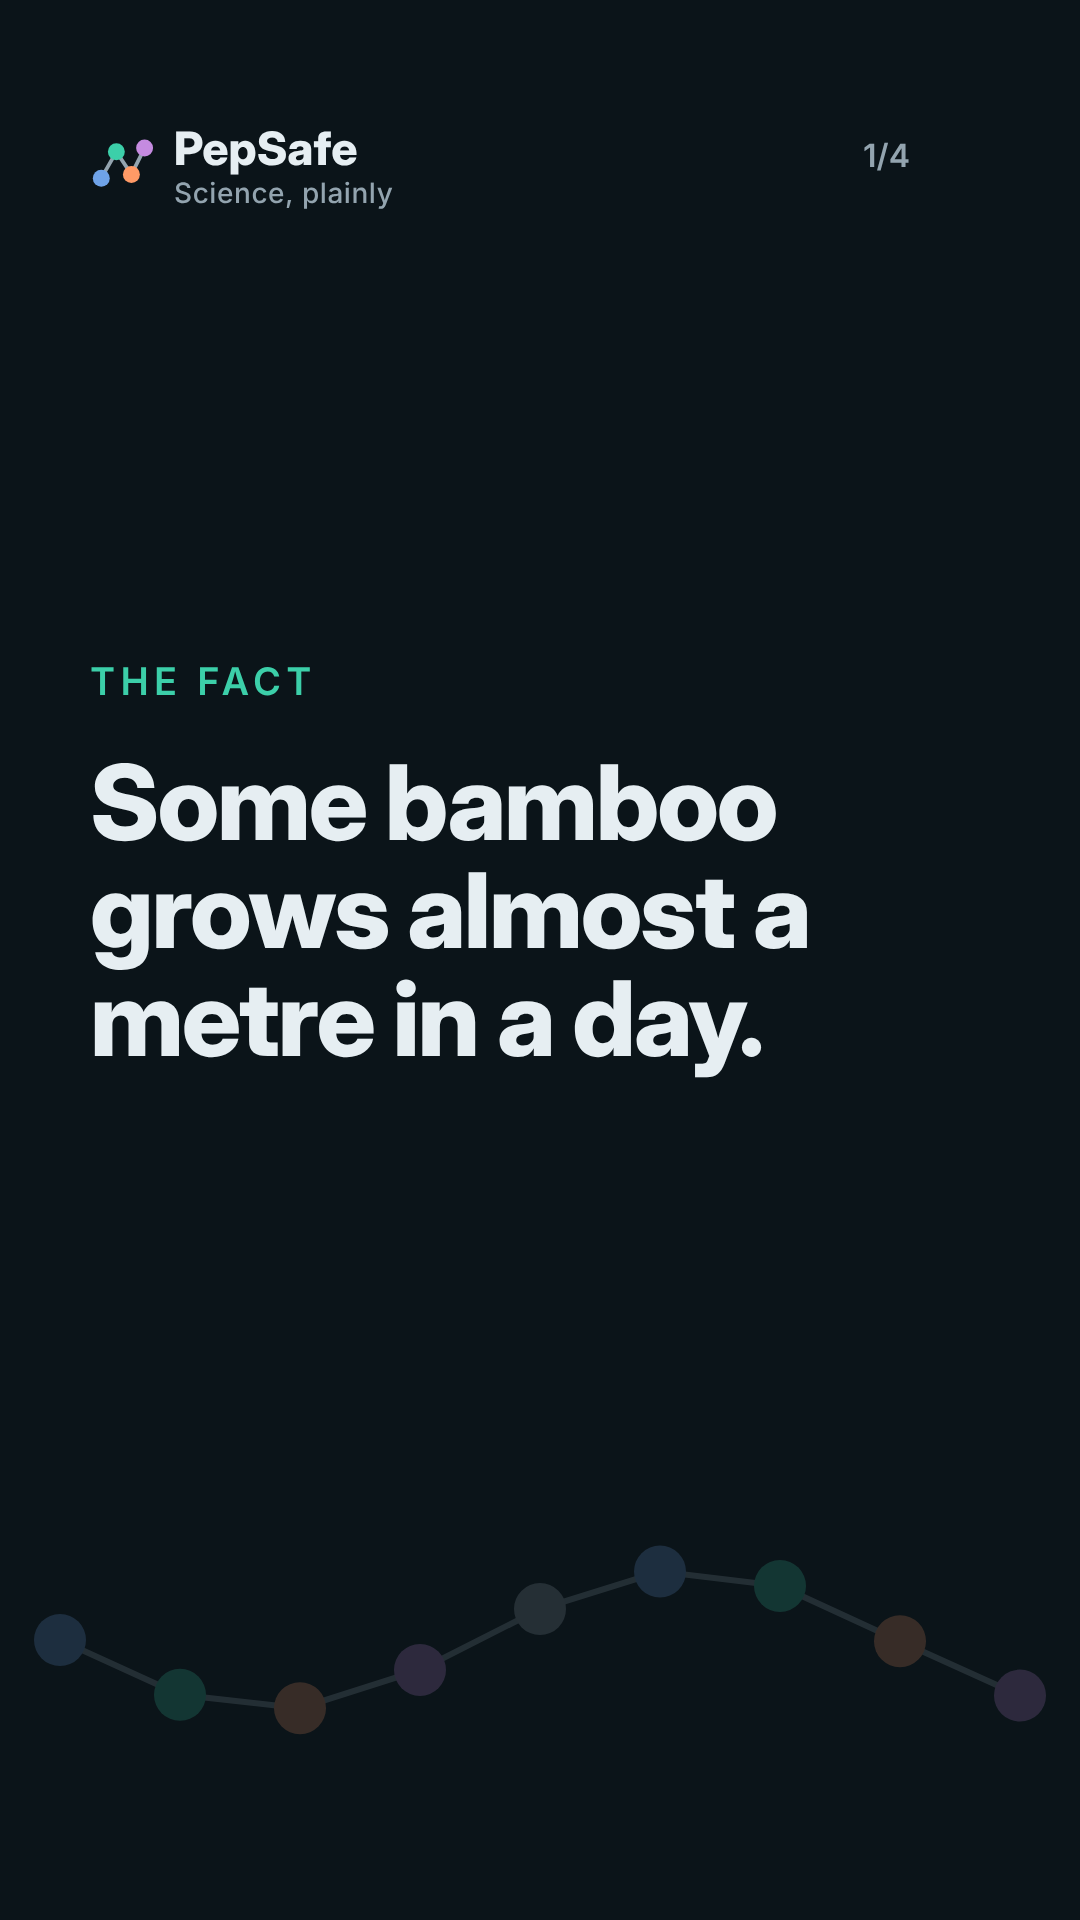 PepSafe
Science, plainly
1/4
THE FACT
Some bamboo
grows almost a
metre in a day.